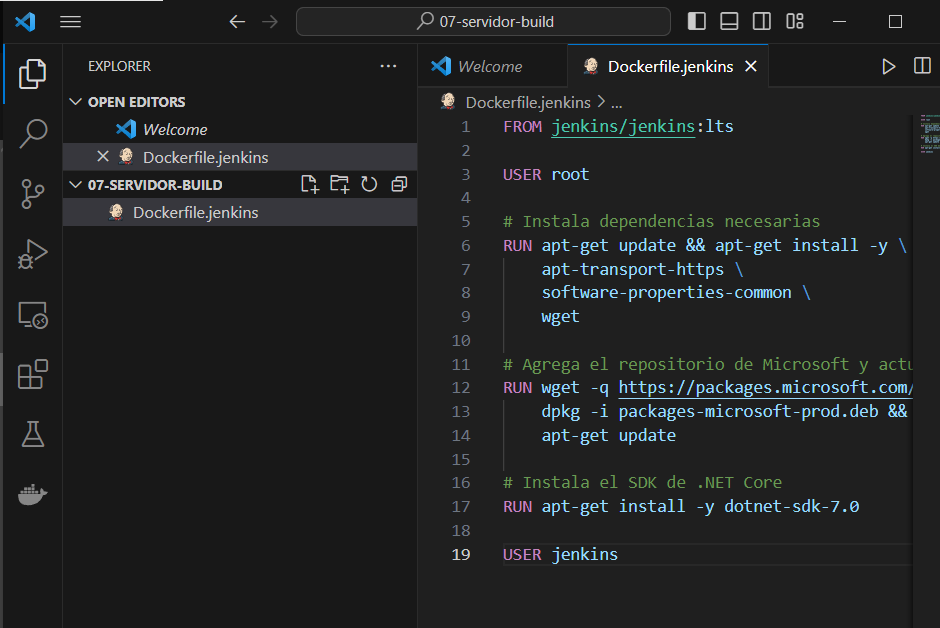 07-servidor-build
EXPLORER
OPEN EDITORS
Welcome
Dockerfile.jenkins
07-SERVIDOR-BUILD
Dockerfile.jenkins
Welcome
Dockerfile.jenkins
Dockerfile.jenkins > ...
1 FROM jenkins/jenkins:lts
2
3 USER root
4
5 # Instala dependencias necesarias
6 RUN apt-get update && apt-get install -y \
7 apt-transport-https \
8 software-properties-common \
9 wget
10
11 # Agrega el repositorio de Microsoft y actu
12 RUN wget -q https://packages.microsoft.com/
13 dpkg -i packages-microsoft-prod.deb &&
14 apt-get update
15
16 # Instala el SDK de .NET Core
17 RUN apt-get install -y dotnet-sdk-7.0
18
19 USER jenkins